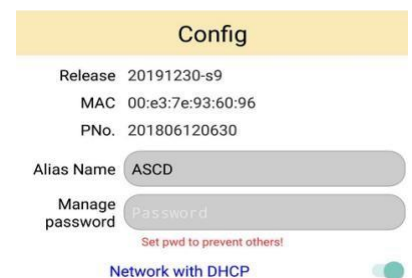 Config
Release 20191230-s9
MAC 00:e3:7e:93:60:96
PNo. 201806120630
Alias Name ASCD
Manage
password Password
Set pwd to prevent others!
Network with DHCP